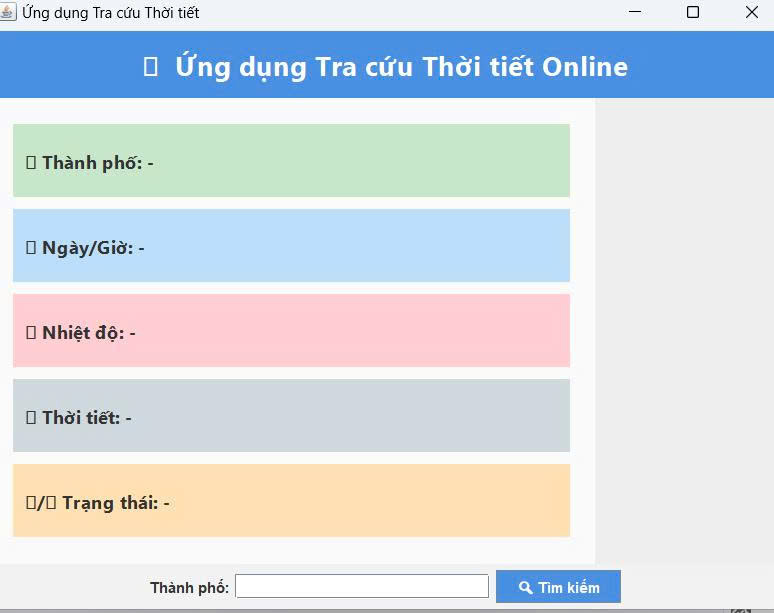 Ứng dụng Tra cứu Thời tiết
Ứng dụng Tra cứu Thời tiết Online
Thành phố: -
Ngày/Giờ: -
Nhiệt độ: -
Thời tiết: -
/ Trạng thái: -
Thành phố:
Tìm kiếm